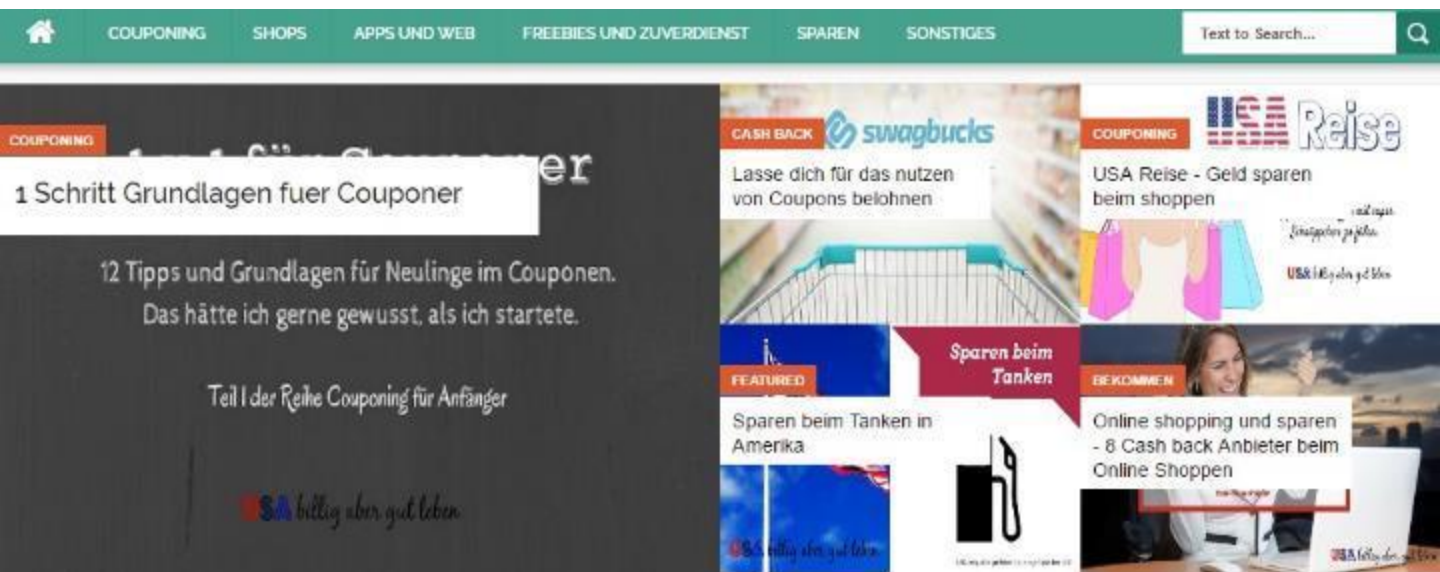 COUPONING SHOPS APPS UND WEB FREEBIES UND ZUVERDIENST SPAREN SONSTIGES Text to Search...
COUPONING
1 Schritt Grundlagen fuer Couponer
12 Tipps und Grundlagen für Neulinge im Couponen.
Das hätte ich gerne gewusst, als ich startete.
Teil 1 der Reihe Couponing für Anfänger
USA billig aber gut leben
CASH BACK swagbucks
Lasse dich für das nutzen
von Coupons belohnen
USA Reise
COUPONING
USA Reise - Geld sparen
beim shoppen
USA billig aber gut leben
Sparen beim
Tanken
FEATURED
Sparen beim Tanken in
Amerika
USA billig aber gut leben
BEKOMMEN
Online shopping und sparen
- 8 Cash back Anbieter beim
Online Shoppen
USA billig aber gut leben